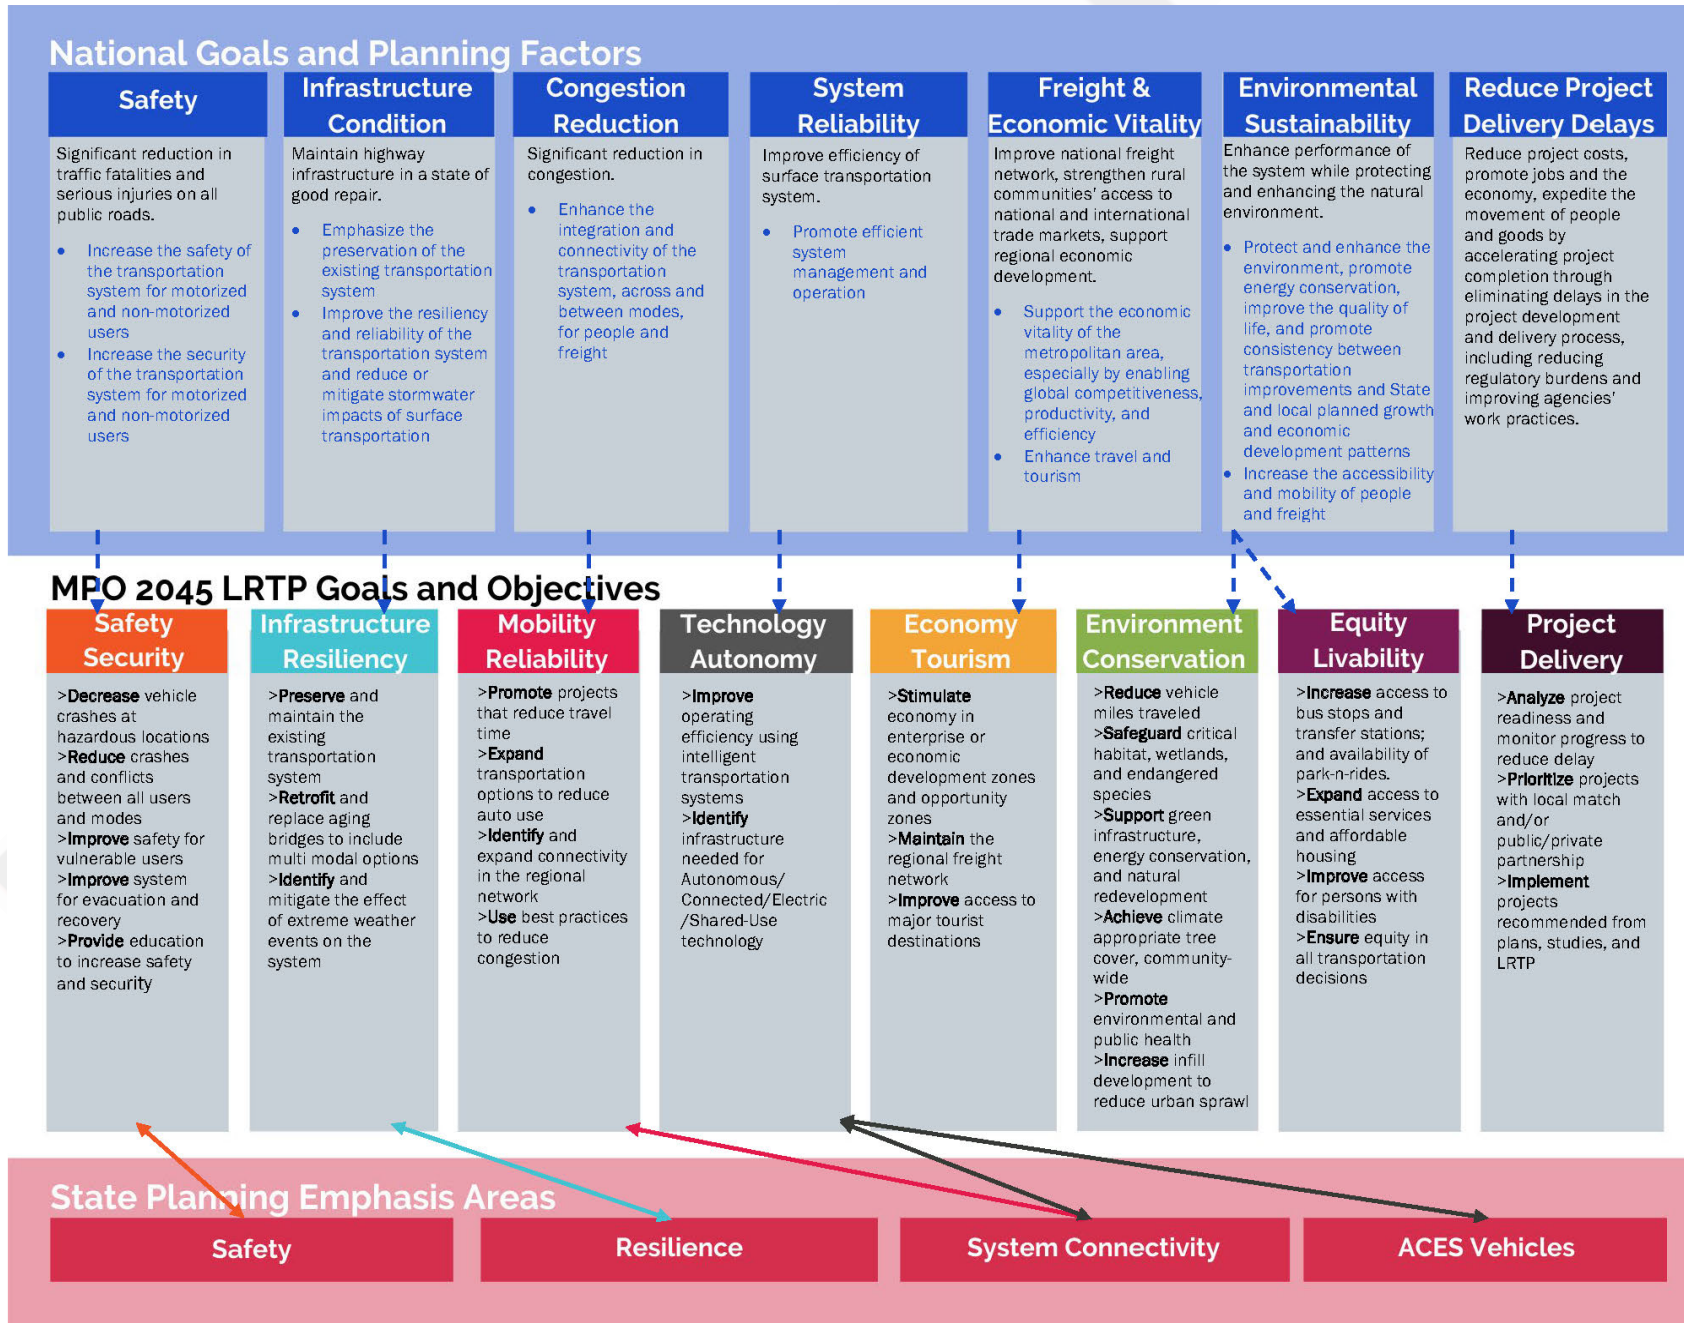 National Goals and Planning Factors
Safety
Significant reduction in
traffic fatalities and
serious injuries on all
public roads.
• Increase the safety of
the transportation
system for motorized
and non-motorized
users
• Increase the security
of the transportation
system for motorized
and non-motorized
users
Infrastructure
Condition
Maintain highway
infrastructure in a state of
good repair.
• Emphasize the
preservation of the
existing transportation
system
• Improve the resiliency
and reliability of the
transportation system
and reduce or
mitigate stormwater
impacts of surface
transportation
Congestion
Reduction
Significant reduction in
congestion.
• Enhance the
integration and
connectivity of the
transportation
system, across and
between modes,
for people and
freight
System
Reliability
Improve efficiency of
surface transportation
system.
• Promote efficient
system
management and
operation
Freight &
Economic Vitality
Improve national freight
network, strengthen rural
communities' access to
national and international
trade markets, support
regional economic
development.
• Support the economic
vitality of the
metropolitan area,
especially by enabling
global competitiveness,
productivity, and
efficiency
• Enhance travel and
tourism
Environmental
Sustainability
Enhance performance of
the system while protecting
and enhancing the natural
environment.
• Protect and enhance the
environment, promote
energy conservation,
improve the quality of
life, and promote
consistency between
transportation
improvements and State
and local planned growth
and economic
development patterns
• Increase the accessibility
and mobility of people
and freight
Reduce Project
Delivery Delays
Reduce project costs,
promote jobs and the
economy, expedite the
movement of people
and goods by
accelerating project
completion through
eliminating delays in the
project development
and delivery process,
including reducing
regulatory burdens and
improving agencies'
work practices.
MPO 2045 LRTP Goals and Objectives
Safety
Security
>Decrease vehicle
crashes at
hazardous locations
>Reduce crashes
and conflicts
between all users
and modes
>Improve safety for
vulnerable users
>Improve system
for evacuation and
recovery
>Provide education
to increase safety
and security
Infrastructure
Resiliency
>Preserve and
maintain the
existing
transportation
system
>Retrofit and
replace aging
bridges to include
multi modal options
>Identify and
mitigate the effect
of extreme weather
events on the
system
Mobility
Reliability
>Promote projects
that reduce travel
time
>Expand
transportation
options to reduce
auto use
>Identify and
expand connectivity
in the regional
network
>Use best practices
to reduce
congestion
Technology
Autonomy
>Improve
operating
efficiency using
intelligent
transportation
systems
>Identify
infrastructure
needed for
Autonomous/
Connected/Electric
/Shared-Use
technology
Economy
Tourism
>Stimulate
economy in
enterprise or
economic
development zones
and opportunity
zones
>Maintain the
regional freight
network
>Improve access to
major tourist
destinations
Environment
Conservation
>Reduce vehicle
miles traveled
>Safeguard critical
habitat, wetlands,
and endangered
species
>Support green
infrastructure,
energy conservation,
and natural
redevelopment
>Achieve climate
appropriate tree
cover, community-
wide
>Promote
environmental and
public health
>Increase infill
development to
reduce urban sprawl
Equity
Livability
>Increase access to
bus stops and
transfer stations;
and availability of
park-n-rides.
>Expand access to
essential services
and affordable
housing
>Improve access
for persons with
disabilities
>Ensure equity in
all transportation
decisions
Project
Delivery
>Analyze project
readiness and
monitor progress to
reduce delay
>Prioritize projects
with local match
and/or
public/private
partnership
>Implement
projects
recommended from
plans, studies, and
LRTP
State Planning Emphasis Areas
Safety
Resilience
System Connectivity
ACES Vehicles